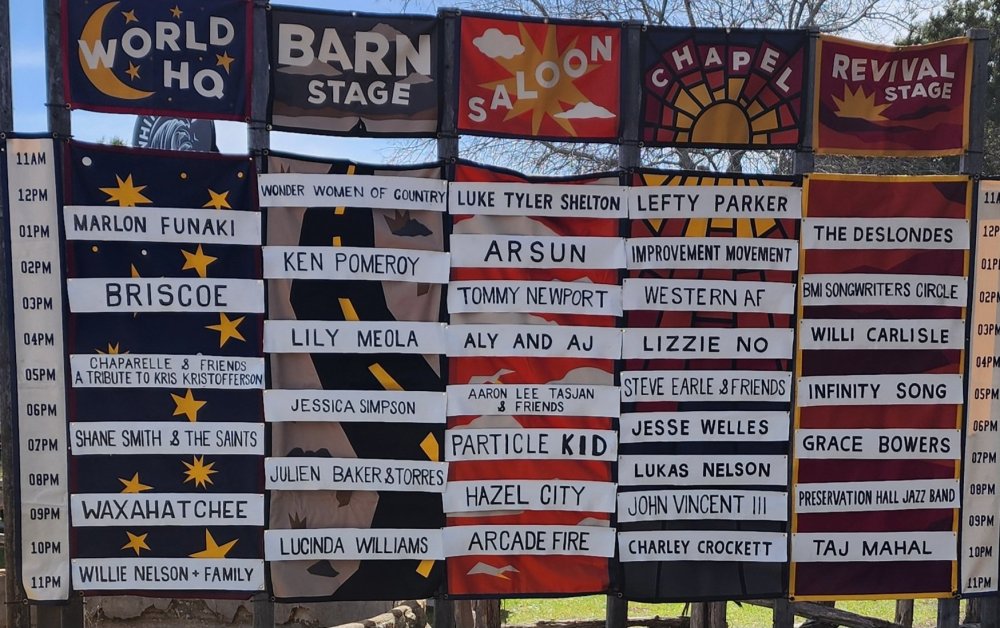 WORLD
HQ
BARN
STAGE
SALOON
CHAPEL
REVIVAL
STAGE
11AM
12PM
01PM
02PM
03PM
04PM
05PM
06PM
07PM
08PM
09PM
10PM
11PM
MARLON FUNAKI
BRISCOE
CHAPARELLE & FRIENDS
A TRIBUTE TO KRIS KRISTOFFERSON
SHANE SMITH & THE SAINTS
WAXAHATCHEE
WILLIE NELSON + FAMILY
WONDER WOMEN OF COUNTRY
KEN POMEROY
LILY MEOLA
JESSICA SIMPSON
JULIEN BAKER & TORRES
LUCINDA WILLIAMS
LUKE TYLER SHELTON
ARSUN
TOMMY NEWPORT
ALY AND AJ
AARON LEE TASJAN
& FRIENDS
PARTICLE KID
HAZEL CITY
ARCADE FIRE
LEFTY PARKER
IMPROVEMENT MOVEMENT
WESTERN AF
LIZZIE NO
STEVE EARLE & FRIENDS
JESSE WELLES
LUKAS NELSON
JOHN VINCENT III
CHARLEY CROCKETT
THE DESLONDES
BMI SONGWRITERS CIRCLE
WILLI CARLISLE
INFINITY SONG
GRACE BOWERS
PRESERVATION HALL JAZZ BAND
TAJ MAHAL
11A
12P
01P
02P
03P
04PM
05PM
06PM
07PM
08PM
09PM
10PM
11PM